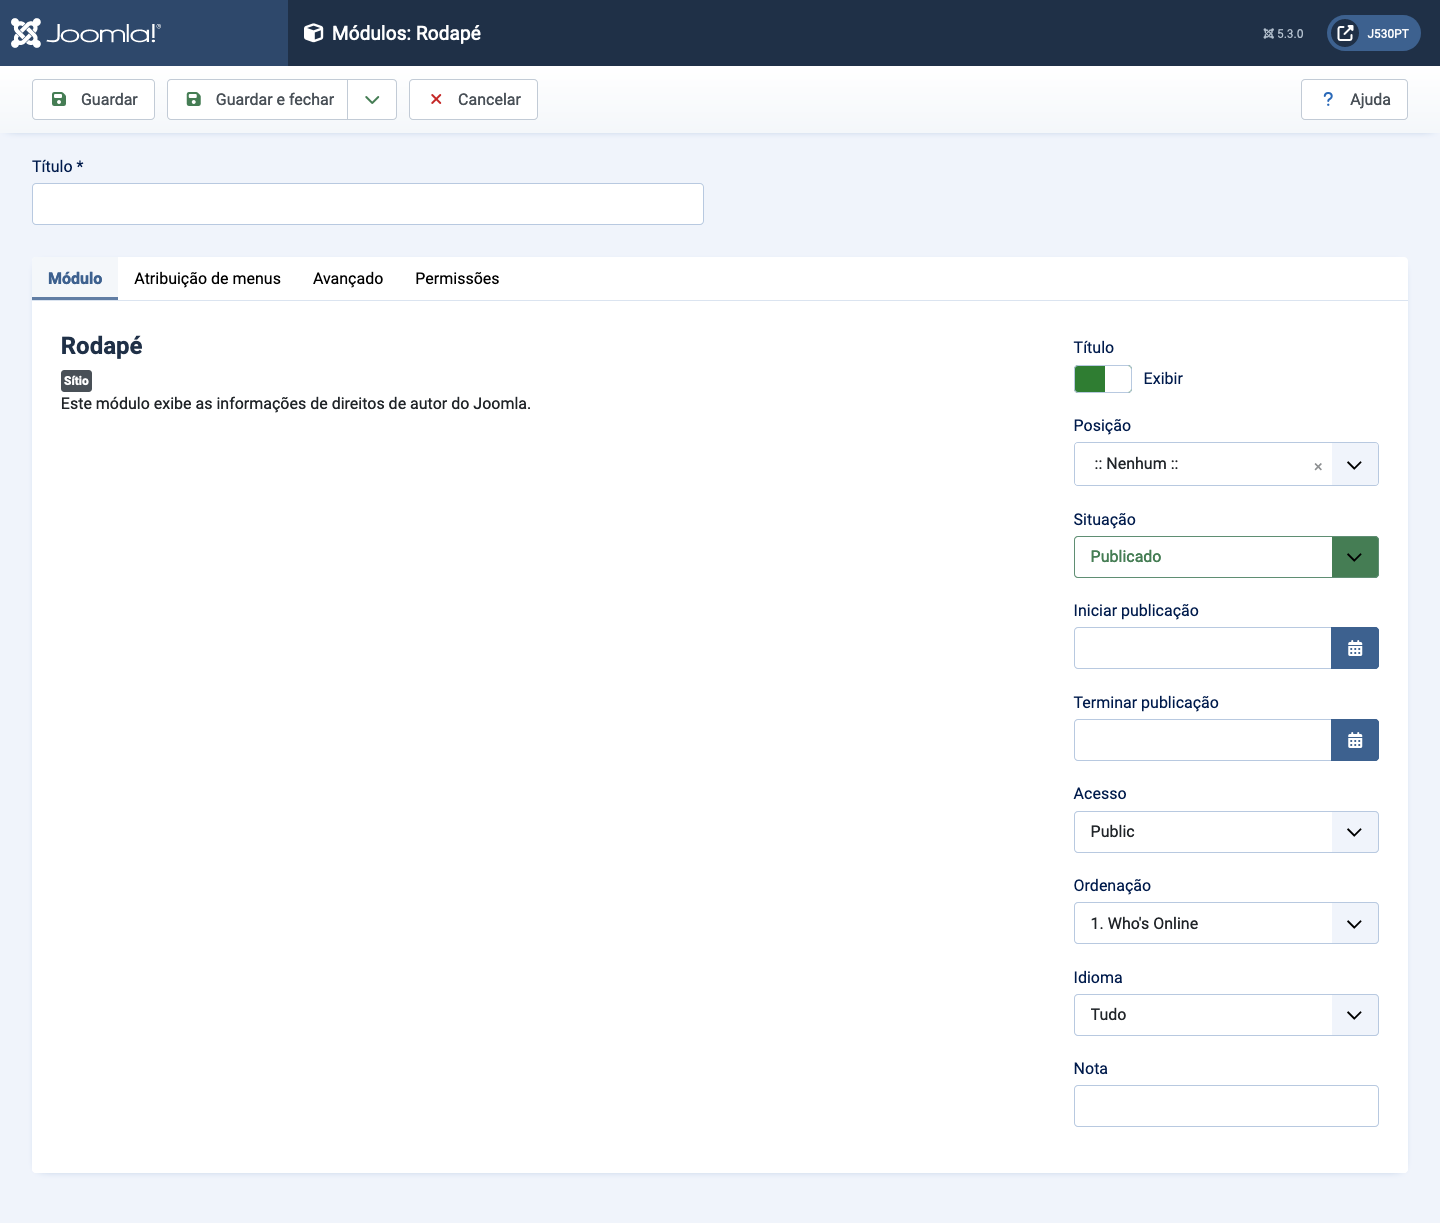 Joomla!®
Módulos: Rodapé
5.3.0
J530PT
Guardar
Guardar e fechar
Cancelar
? Ajuda
Título *
Módulo
Atribuição de menus
Avançado
Permissões
Rodapé
Sítio
Este módulo exibe as informações de direitos de autor do Joomla.
Título
Exibir
Posição
:: Nenhum ::
×
Situação
Publicado
Iniciar publicação
Terminar publicação
Acesso
Public
Ordenação
1. Who's Online
Idioma
Tudo
Nota